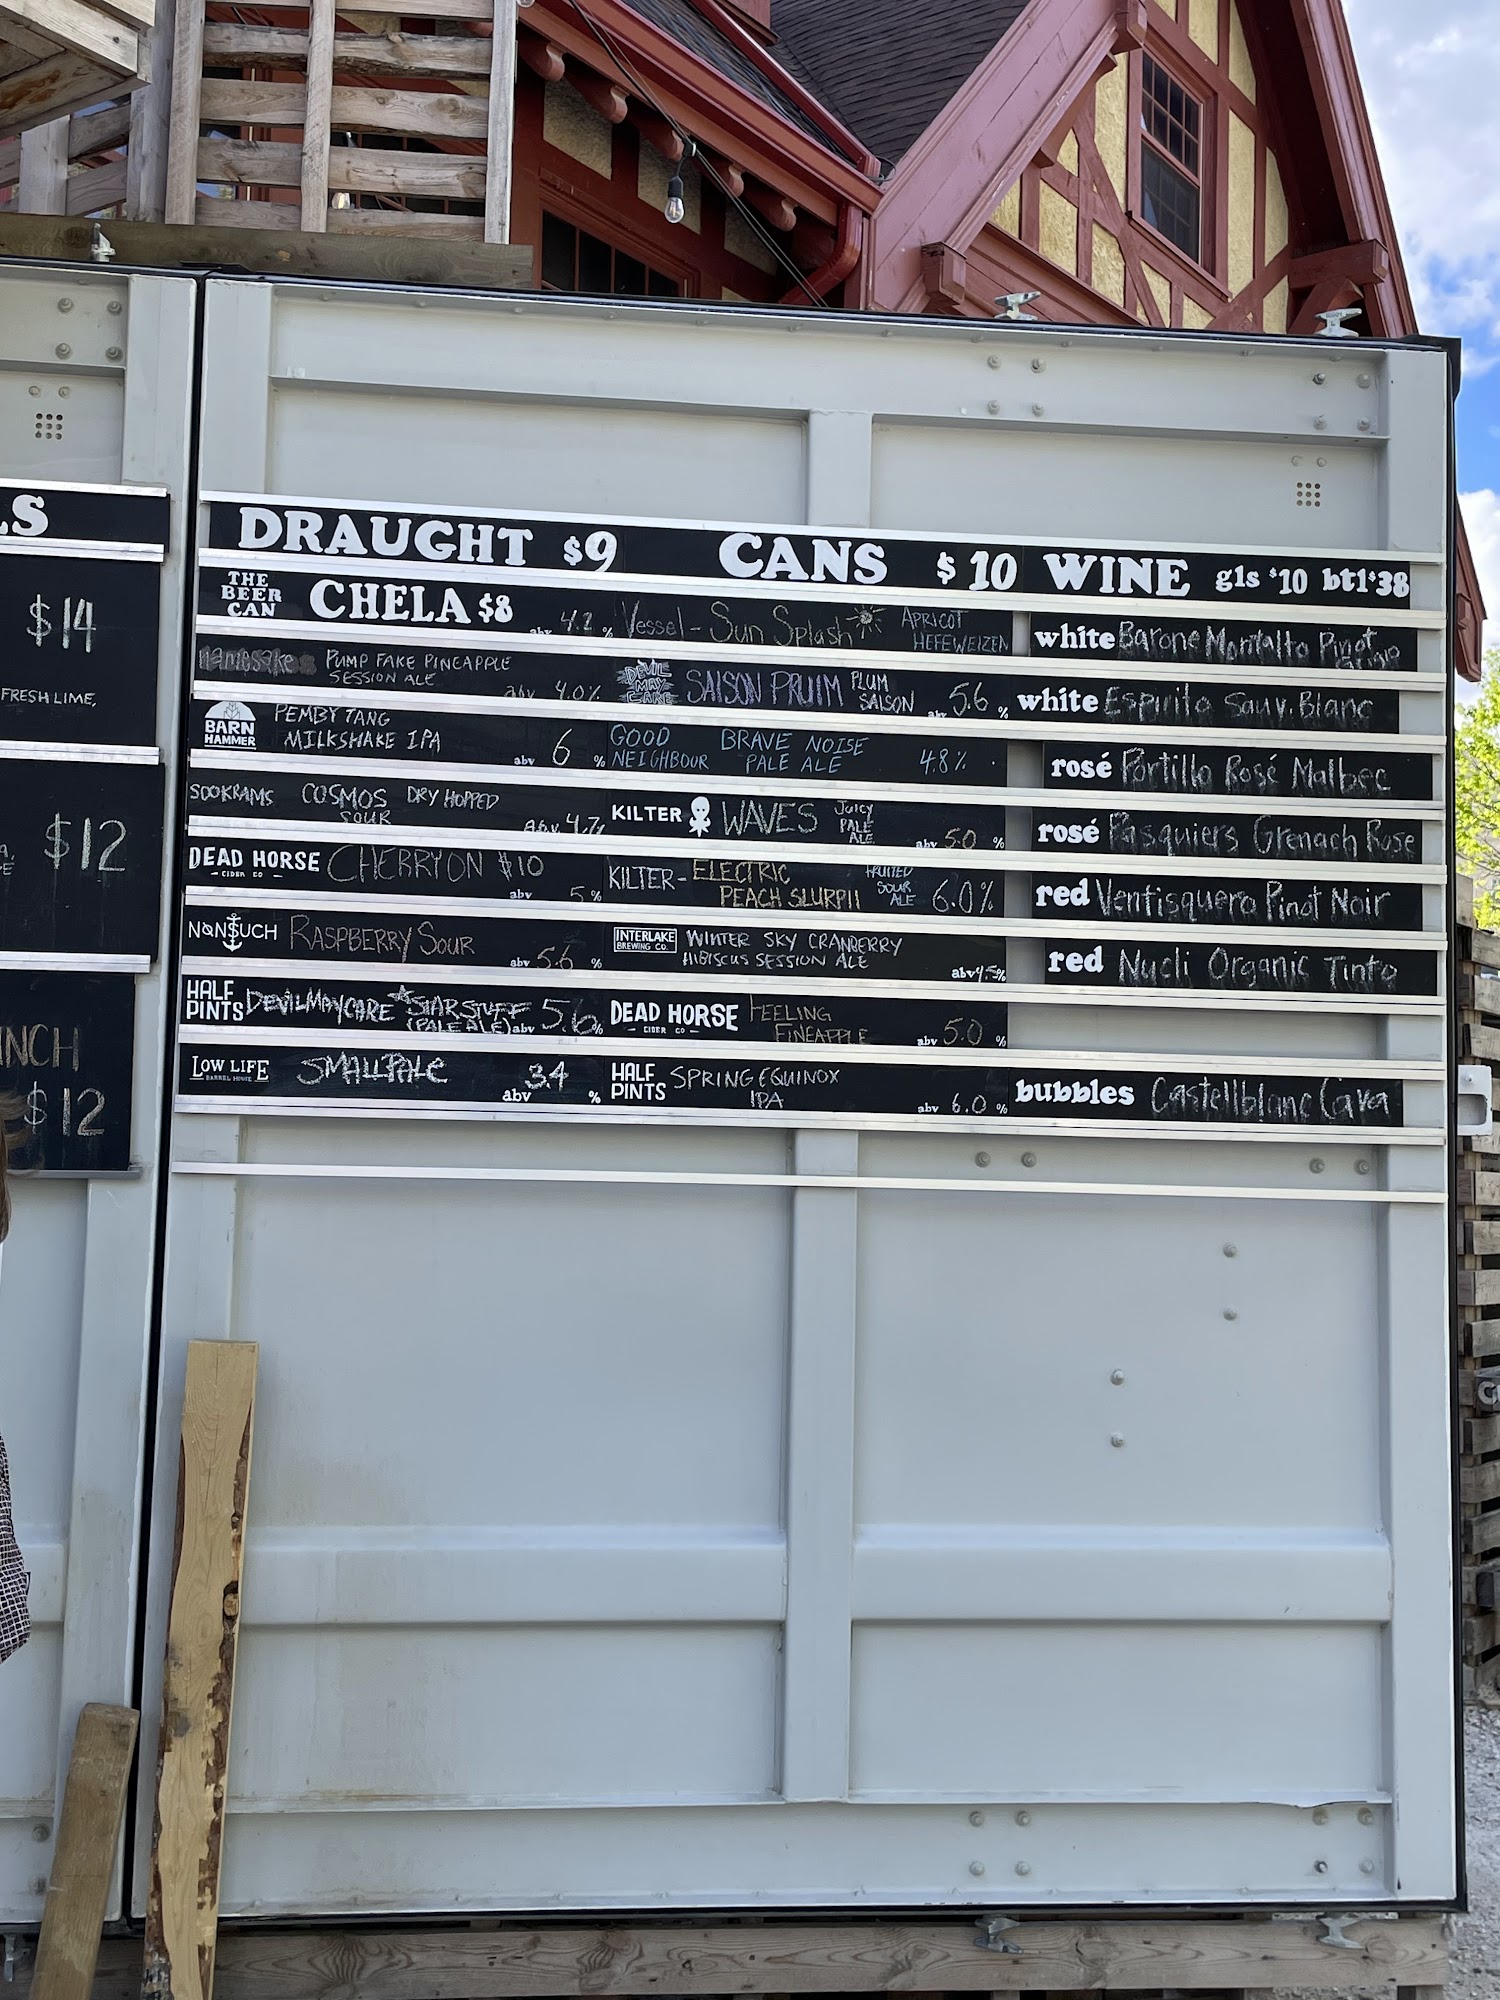 LS
$14
FRESH LIME,
$12
NCH
$12
DRAUGHT $9
THE
BEER
CAN
CHELA $8
abv 4.2 %
namesake
PUMP FAKE PINEAPPLE
SESSION ALE
abv 4.0%
BARN
HAMMER
PEMBY TANG
MILKSHAKE IPA
abv 6 %
SOOKRAMS COSMOS DRY HOPPED
SOUR
abv 4.7%
DEAD HORSE
- CIDER CO -
CHERRYON $10
abv 5 %
NONSUCH RASPBERRY SOUR
abv 5.6 %
HALF
PINTS
DEVILMAYCARE STAR STUFF
(PALE ALE) abv 5.6 %
LOW LIFE
BARREL HOUSE
SMALL PALE
abv 3.4 %
CANS $10
Vessel - Sun Splash APRICOT
HEFEWEIZEN
DEVIL
MAY
CARE
SAISON PRUIM PLUM
SAISON
abv 5.6 %
GOOD
NEIGHBOUR
BRAVE NOISE
PALE ALE
4.8%
KILTER WAVES JUICY
PALE
ALE
abv 5.0 %
KILTER - ELECTRIC
PEACH SLURPII
FRUITED
SOUR
ALE
6.0%
INTERLAKE
BREWING CO.
WINTER SKY CRANBERRY
HIBISCUS SESSION ALE
abv 4.5%
DEAD HORSE
- CIDER CO -
FEELING
FINEAPPLE
abv 5.0 %
HALF
PINTS
SPRING EQUINOX
IPA
abv 6.0 %
WINE gls $10 btl $38
white Barone Montalto Pinot
Grigio
white Espirito Sauv. Blanc
rosé Portillo Rosé Malbec
rosé Pasquiers Grenach Rose
red Ventisquero Pinot Noir
red Nucli Organic Tinto
bubbles Castellblanc Cava